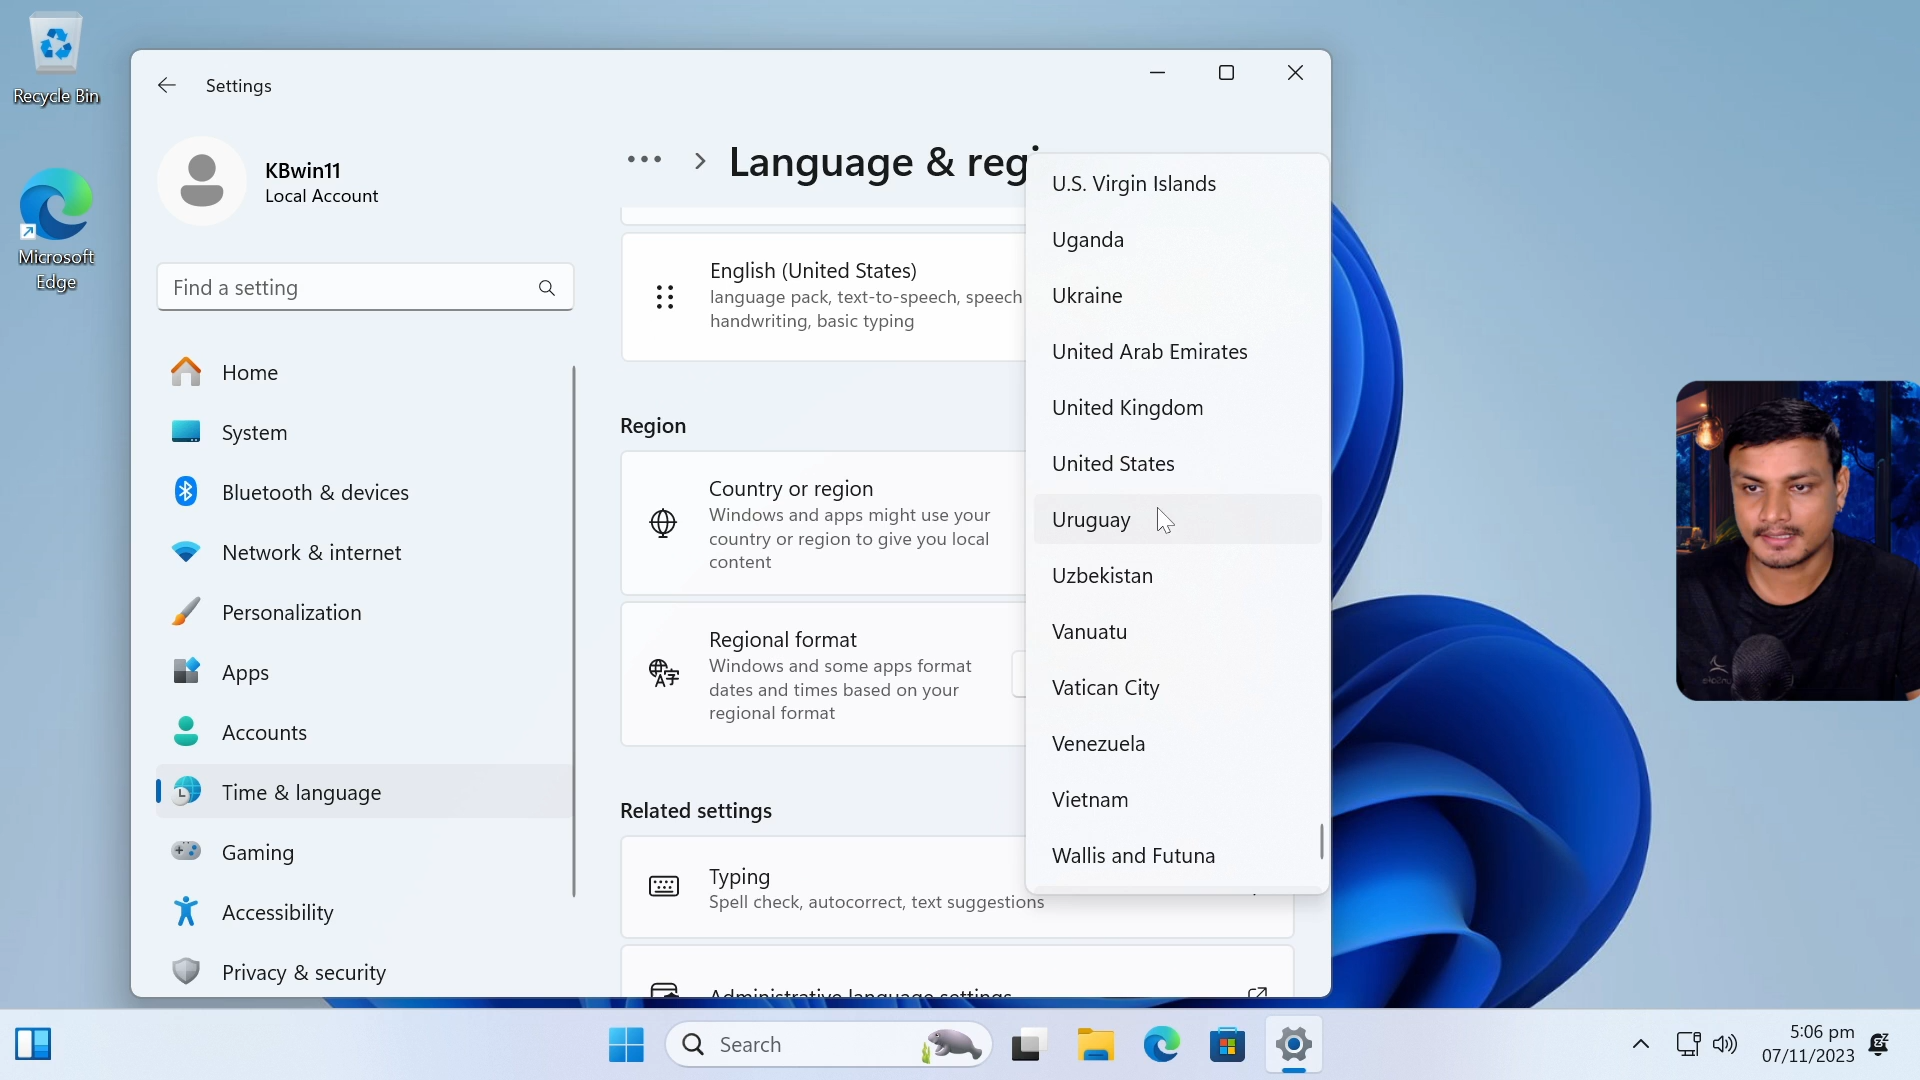 Recycle Bin
Microsoft
Edge
Settings
KBwin11
Local Account
Find a setting
Home
System
Bluetooth & devices
Network & internet
Personalization
Apps
Accounts
Time & language
Gaming
Accessibility
Privacy & security
Language & regi
English (United States)
language pack, text-to-speech, speech
handwriting, basic typing
Region
Country or region
Windows and apps might use your
country or region to give you local
content
Regional format
Windows and some apps format
dates and times based on your
regional format
Related settings
Typing
Spell check, autocorrect, text suggestions
Administrative language settings
U.S. Virgin Islands
Uganda
Ukraine
United Arab Emirates
United Kingdom
United States
Uruguay
Uzbekistan
Vanuatu
Vatican City
Venezuela
Vietnam
Wallis and Futuna
Search
5:06 pm
07/11/2023